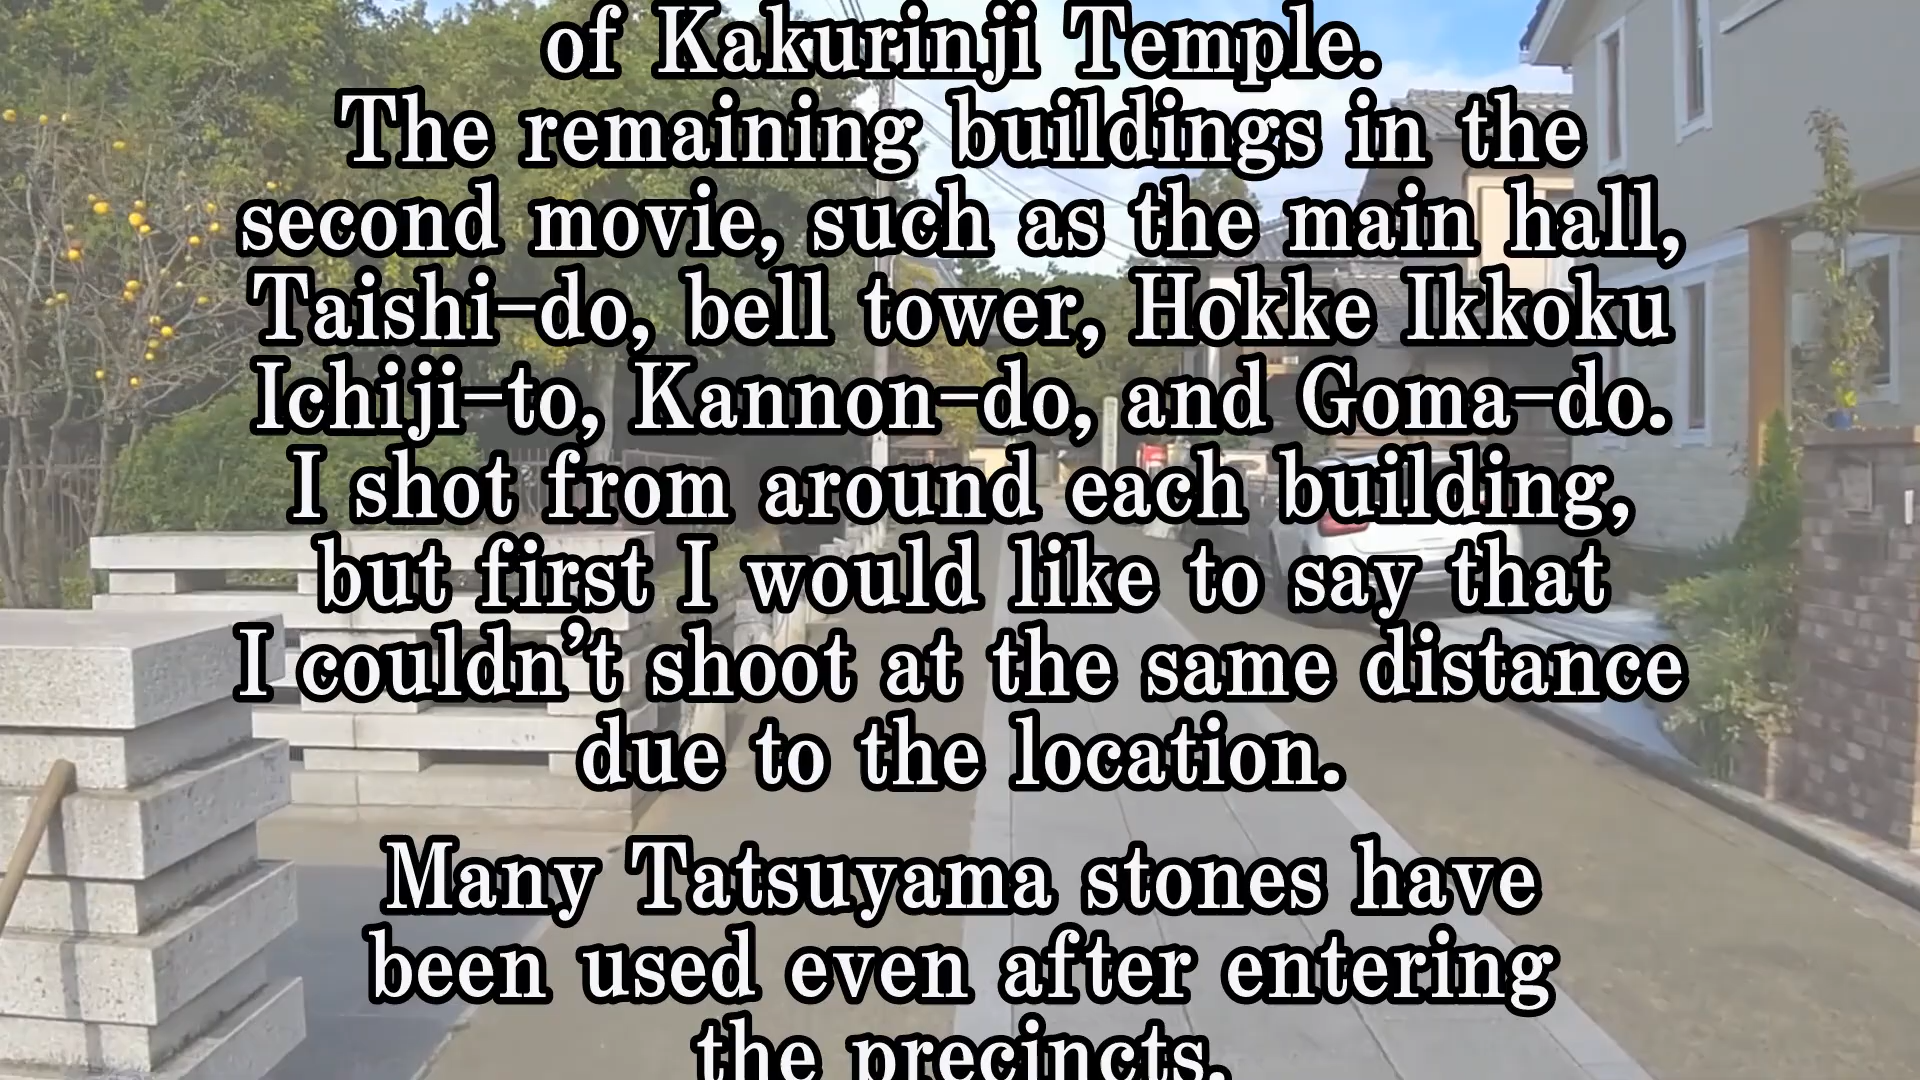 of Kakurinji Temple.
The remaining buildings in the
second movie, such as the main hall,
Taishi-do, bell tower, Hokke Ikkoku
Ichiji-to, Kannon-do, and Goma-do.
I shot from around each building,
but first I would like to say that
I couldn't shoot at the same distance
due to the location.
Many Tatsuyama stones have
been used even after entering
the precincts.